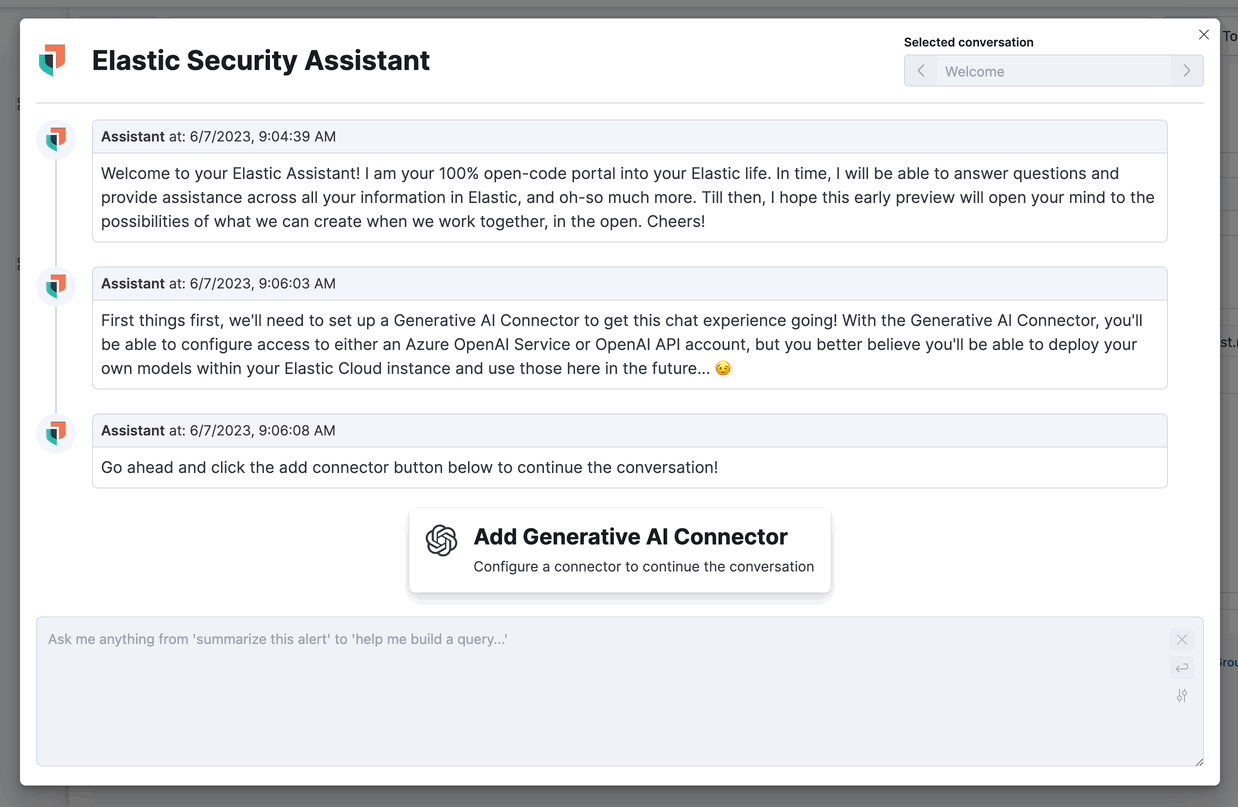 Elastic Security Assistant
Selected conversation
Welcome
Assistant at: 6/7/2023, 9:04:39 AM
Welcome to your Elastic Assistant! I am your 100% open-code portal into your Elastic life. In time, I will be able to answer questions and
provide assistance across all your information in Elastic, and oh-so much more. Till then, I hope this early preview will open your mind to the
possibilities of what we can create when we work together, in the open. Cheers!
Assistant at: 6/7/2023, 9:06:03 AM
First things first, we'll need to set up a Generative AI Connector to get this chat experience going! With the Generative AI Connector, you'll
be able to configure access to either an Azure OpenAI Service or OpenAI API account, but you better believe you'll be able to deploy your
own models within your Elastic Cloud instance and use those here in the future... 😉
Assistant at: 6/7/2023, 9:06:08 AM
Go ahead and click the add connector button below to continue the conversation!
Add Generative AI Connector
Configure a connector to continue the conversation
Ask me anything from 'summarize this alert' to 'help me build a query...'